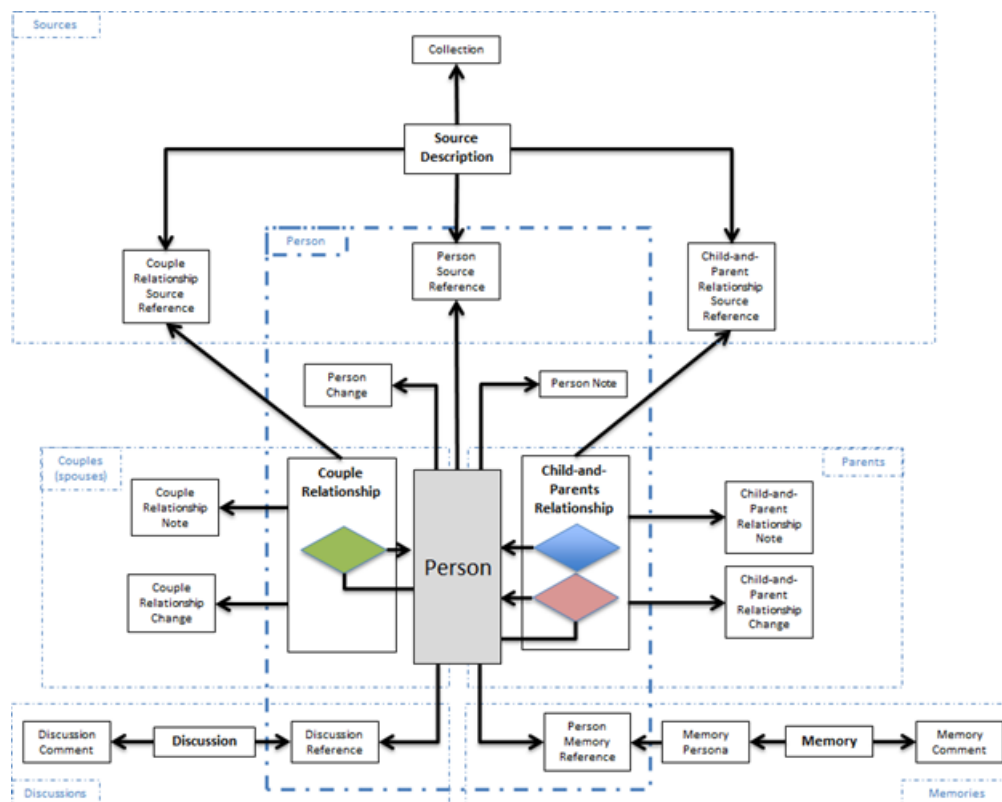 Sources
Collection
Source
Description
Person
Couple
Relationship
Source
Reference
Person
Source
Reference
Child-and-
Parent
Relationship
Source
Reference
Person
Change
Person Note
Couples
(spouses)
Parents
Couple
Relationship
Child-and-
Parents
Relationship
Couple
Relationship
Note
Child-and-
Parent
Relationship
Note
Person
Couple
Relationship
Change
Child-and-
Parent
Relationship
Change
Discussion
Comment
Discussion
Discussion
Reference
Person
Memory
Reference
Memory
Persona
Memory
Memory
Comment
Discussions
Memories